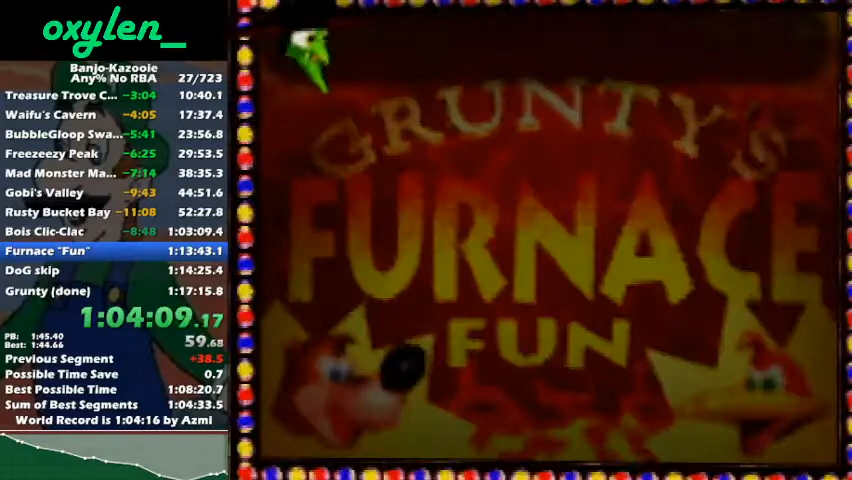 oxylen_
Banjo-Kazooie
Any% No RBA 27/723
Treasure Trove C... −3:04 10:40.1
Waifu's Cavern −4:05 17:37.4
BubbleGloop Swa... −5:41 23:56.8
Freezeezy Peak −6:25 29:53.5
Mad Monster Ma... −7:14 38:35.3
Gobi's Valley −9:43 44:51.6
Rusty Bucket Bay −11:08 52:27.8
Bois Clic-Clac −8:48 1:03:09.4
Furnace "Fun" 1:13:43.1
DoG skip 1:14:25.4
Grunty (done) 1:17:15.8
1:04:09.17
PB: 1:45.40
Best: 1:44.66
59.68
Previous Segment +38.5
Possible Time Save 0.7
Best Possible Time 1:08:20.7
Sum of Best Segments 1:04:33.5
World Record is 1:04:16 by Azmi
GRUNTY'S
FURNACE
FUN